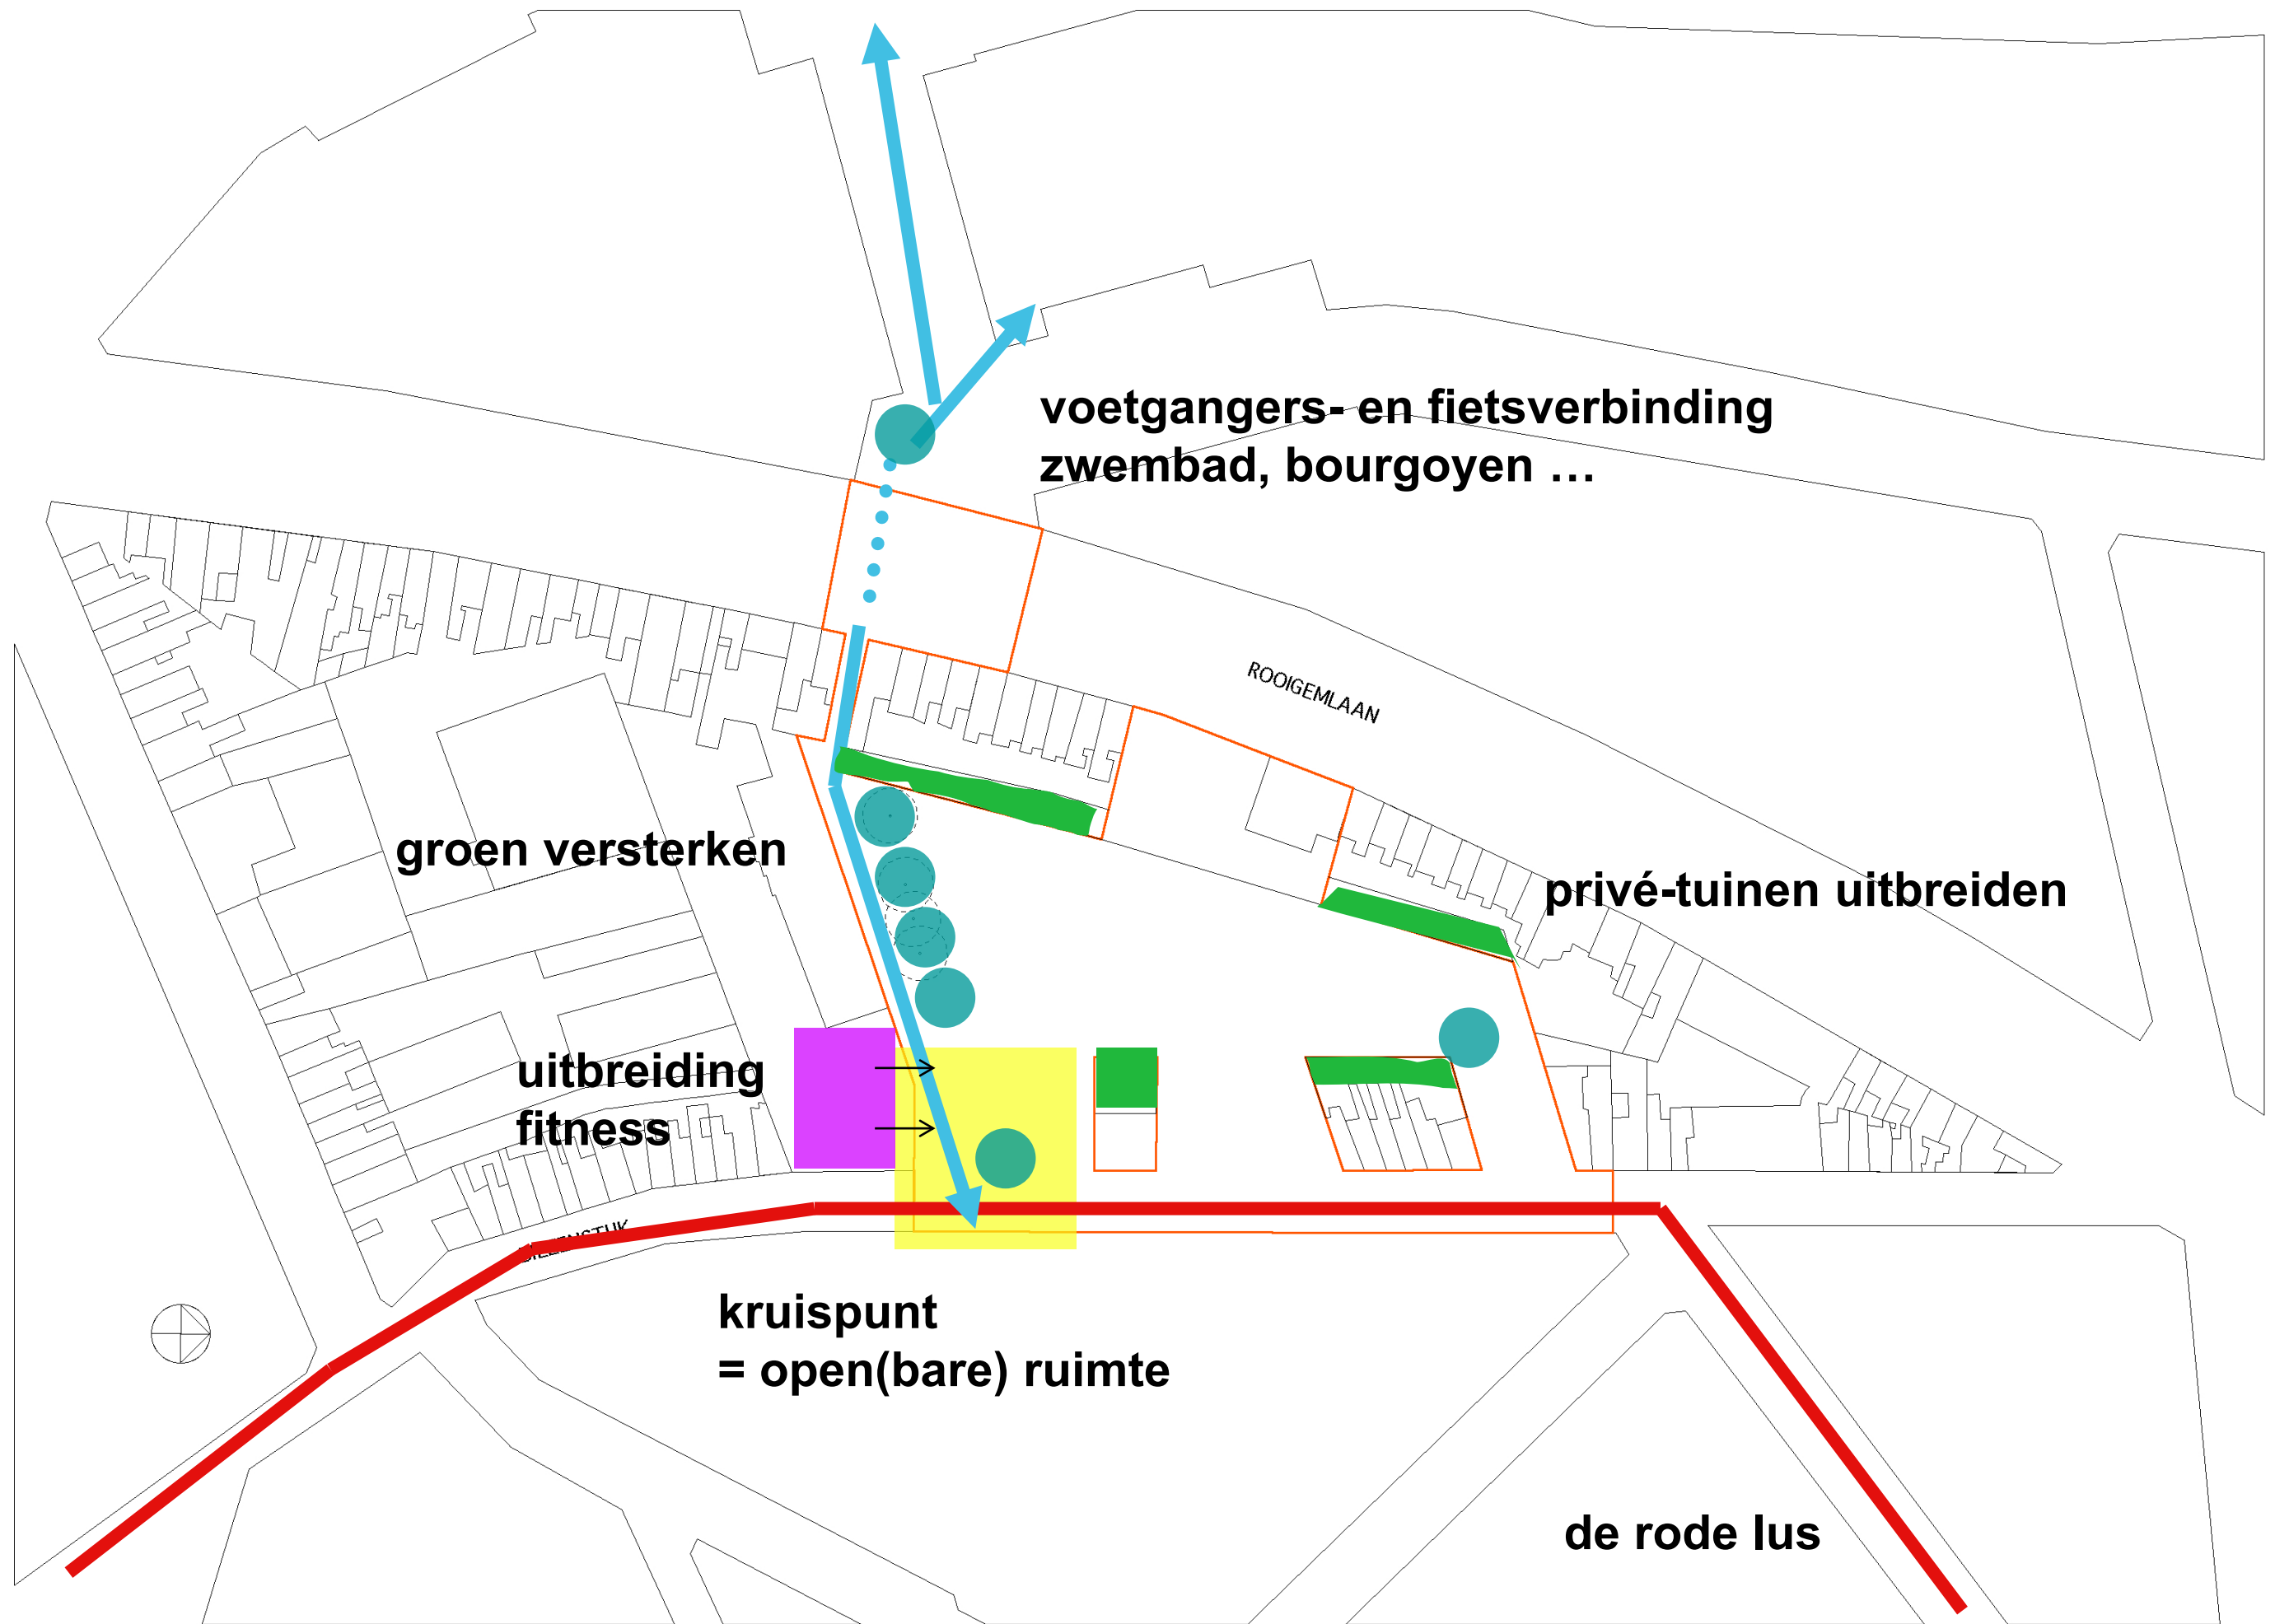 voetgangers- en fietsverbinding
zwembad, bourgoyen …
ROOIGEMLAAN
groen versterken
privé-tuinen uitbreiden
uitbreiding
fitness
kruispunt
= open(bare) ruimte
de rode lus